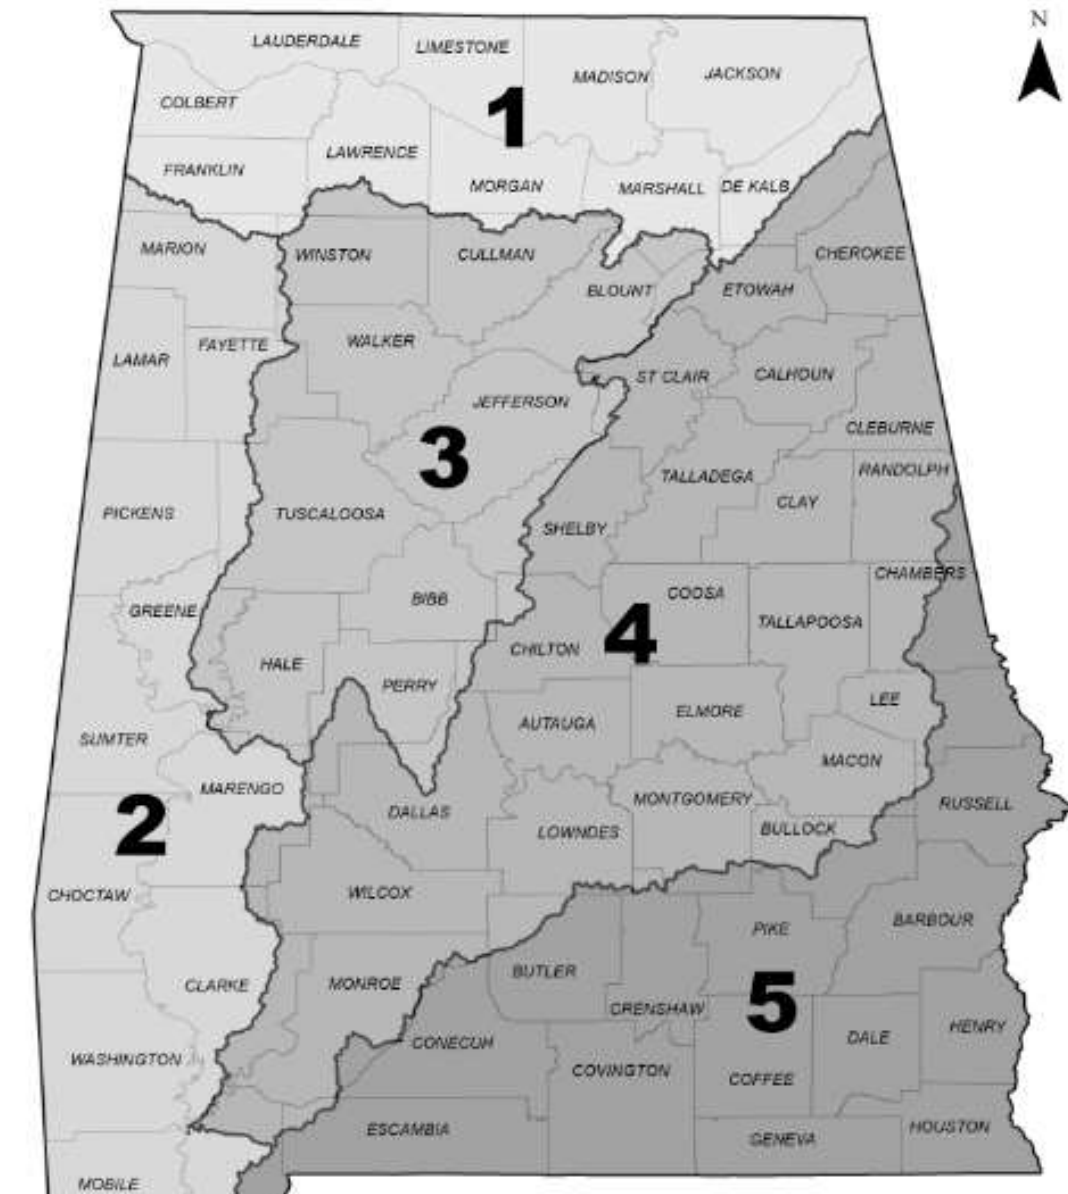 N
LAUDERDALE
LIMESTONE
MADISON
JACKSON
COLBERT
1
LAWRENCE
FRANKLIN
MORGAN
MARSHALL
DE KALB
MARION
WINSTON
CULLMAN
CHEROKEE
BLOUNT
ETOWAH
WALKER
FAYETTE
LAMAR
ST CLAIR
CALHOUN
JEFFERSON
CLEBURNE
3
RANDOLPH
TALLADEGA
CLAY
PICKENS
TUSCALOOSA
SHELBY
CHAMBERS
COOSA
BIBB
GREENE
TALLAPOOSA
4
CHILTON
HALE
PERRY
LEE
ELMORE
AUTAUGA
SUMTER
MACON
MARENGO
MONTGOMERY
RUSSELL
DALLAS
2
LOWNDES
BULLOCK
CHOCTAW
WILCOX
BARBOUR
PIKE
BUTLER
CLARKE
MONROE
5
CRENSHAW
HENRY
DALE
CONECUH
WASHINGTON
COVINGTON
COFFEE
HOUSTON
ESCAMBIA
GENEVA
MOBILE